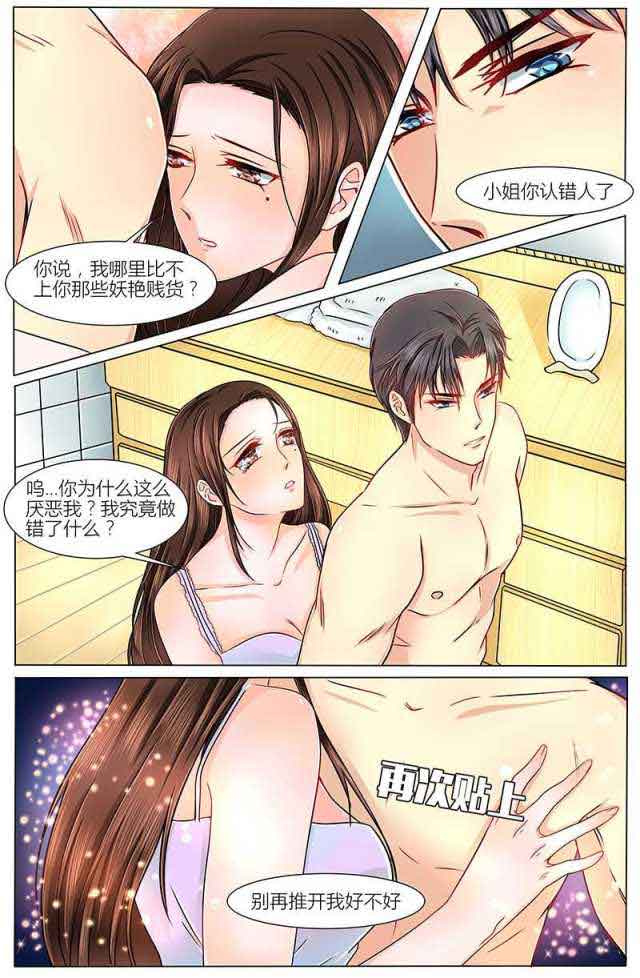 你说，我哪里比不
上你那些妖艳贱货？
小姐你认错人了
呜...你为什么这么
厌恶我？我究竟做
错了什么？
再次贴上
别再推开我好不好